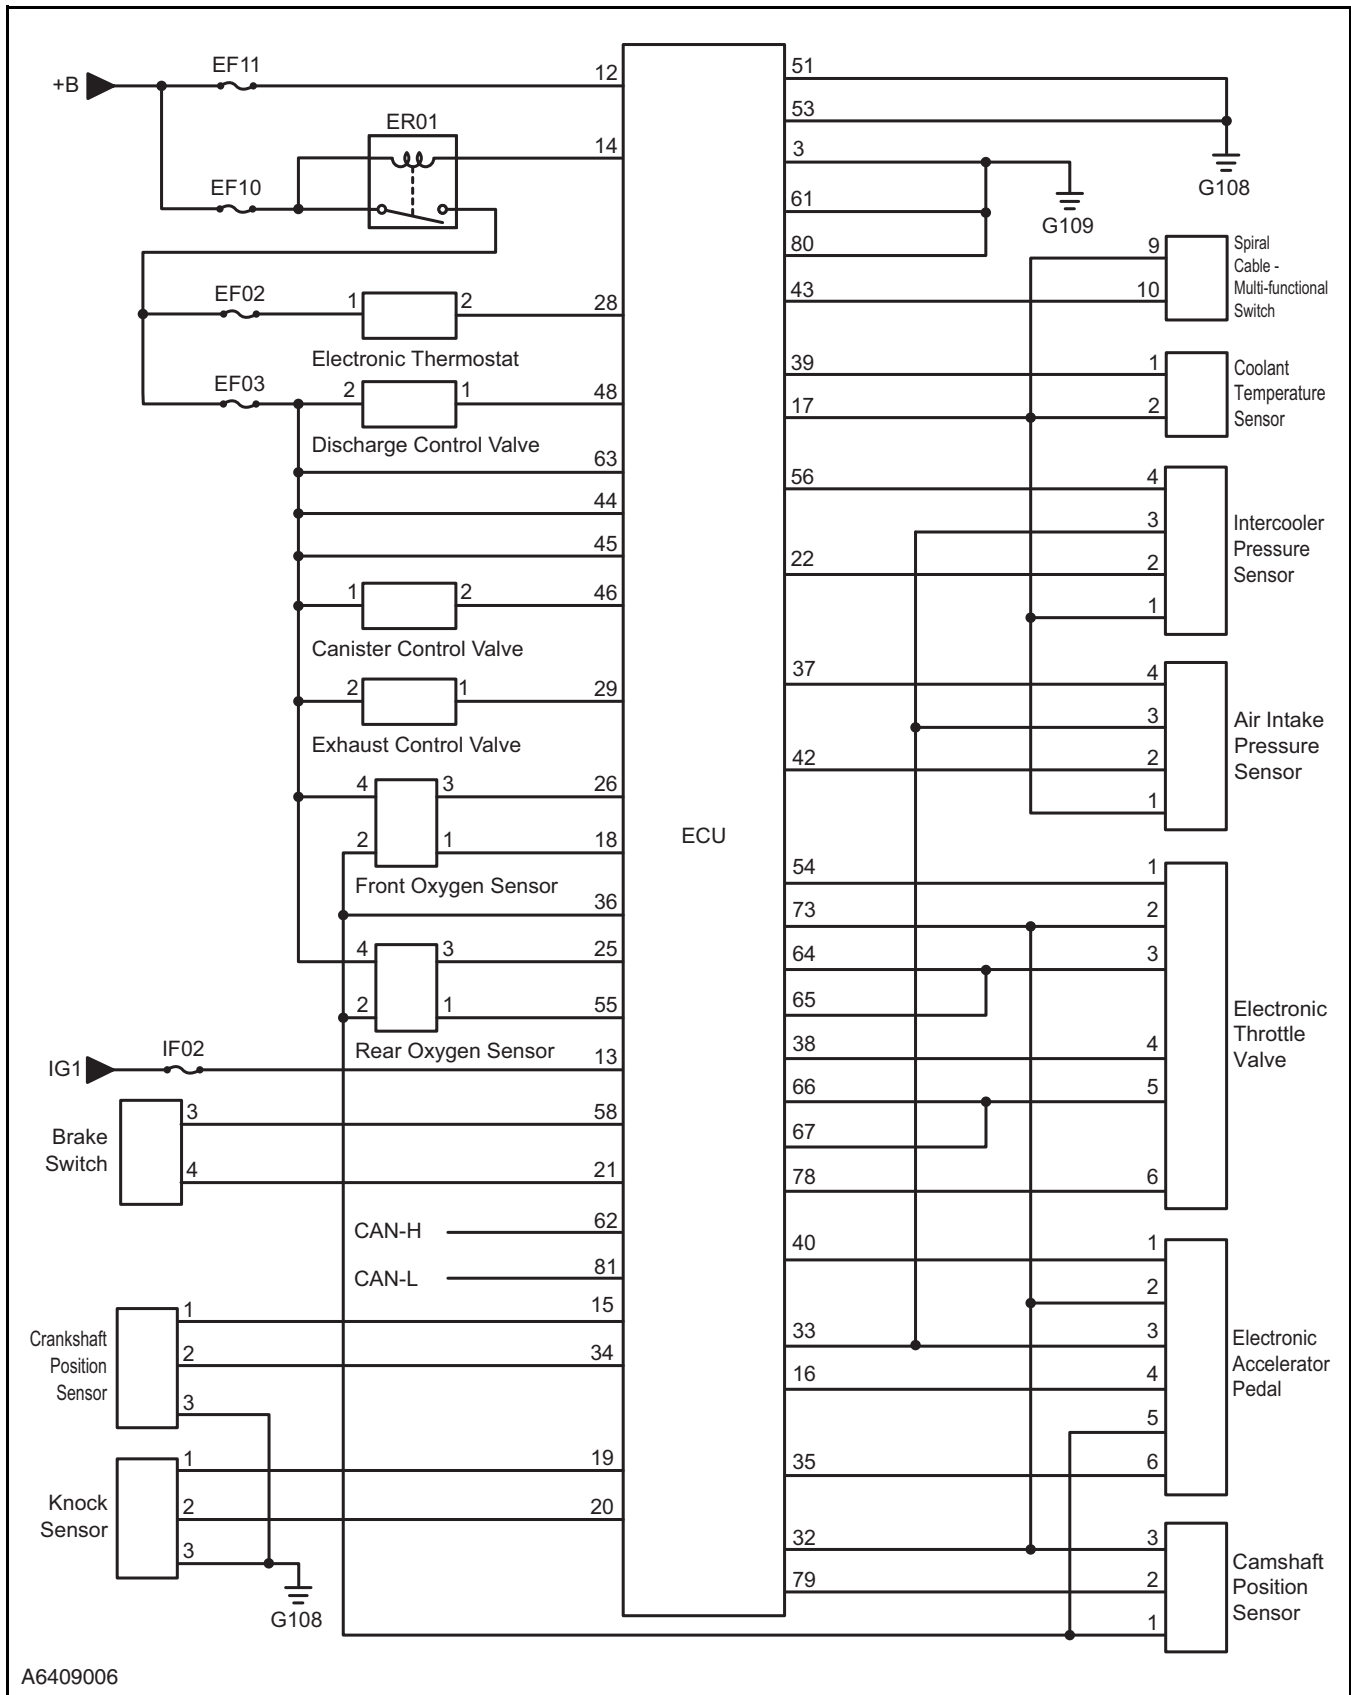 +B
EF11
12
ER01
14
EF10
EF02
1
2
28
Electronic Thermostat
EF03
2
1
48
Discharge Control Valve
63
44
45
1
2
46
Canister Control Valve
2
1
29
Exhaust Control Valve
4
3
26
2
1
18
Front Oxygen Sensor
36
4
3
25
2
1
55
Rear Oxygen Sensor
IG1
IF02
13
Brake
Switch
3
58
4
21
CAN-H
62
CAN-L
81
Crankshaft
Position
Sensor
1
15
2
34
3
Knock
Sensor
1
19
2
20
3
G108
ECU
51
53
G108
3
61
80
G109
43
9
10
Spiral
Cable -
Multi-functional
Switch
39
1
17
2
Coolant
Temperature
Sensor
56
4
3
22
2
1
Intercooler
Pressure
Sensor
37
4
3
42
2
1
Air Intake
Pressure
Sensor
54
1
73
2
64
3
65
38
4
66
5
67
78
6
Electronic
Throttle
Valve
40
1
2
33
3
16
4
5
35
6
Electronic
Accelerator
Pedal
32
3
79
2
1
Camshaft
Position
Sensor
A6409006